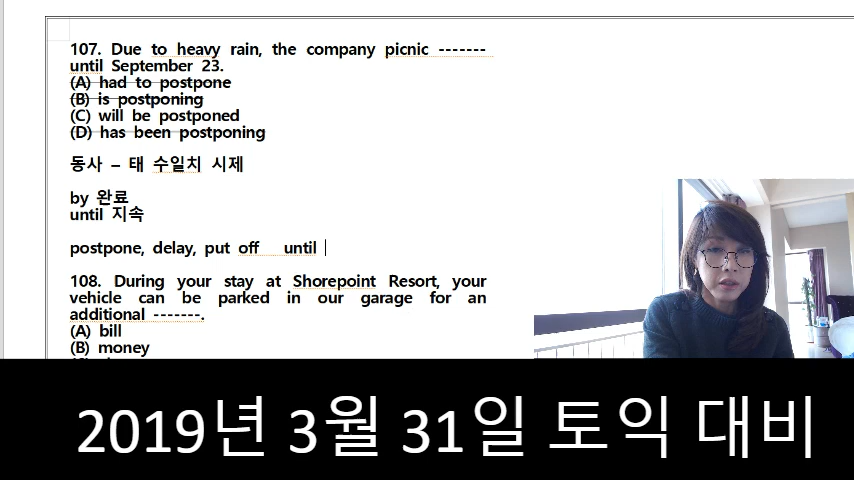 107. Due to heavy rain, the company picnic -------
until September 23.
(A) had to postpone
(B) is postponing
(C) will be postponed
(D) has been postponing
동사 – 태 수일치 시제
by 완료
until 지속
postpone, delay, put off until
108. During your stay at Shorepoint Resort, your
vehicle can be parked in our garage for an
additional -------.
(A) bill
(B) money
2019년 3월 31일 토익 대비